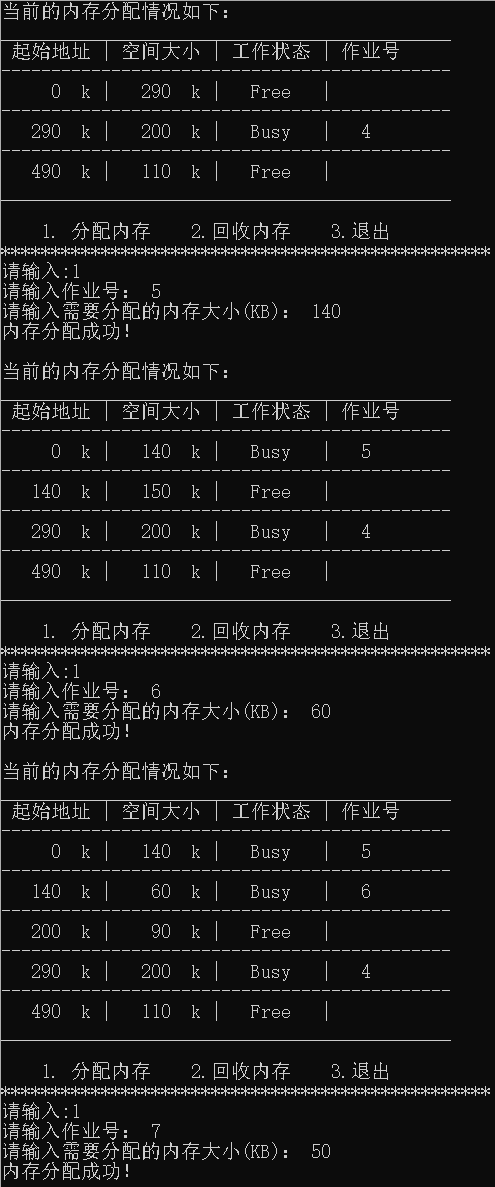 当前的内存分配情况如下:
起始地址 | 空间大小 | 工作状态 | 作业号
0 k | 290 k | Free |
290 k | 200 k | Busy | 4
490 k | 110 k | Free |
1. 分配内存 2.回收内存 3.退出
*************************************************
请输入:1
请输入作业号: 5
请输入需要分配的内存大小(KB): 140
内存分配成功!
当前的内存分配情况如下:
起始地址 | 空间大小 | 工作状态 | 作业号
0 k | 140 k | Busy | 5
140 k | 150 k | Free |
290 k | 200 k | Busy | 4
490 k | 110 k | Free |
1. 分配内存 2.回收内存 3.退出
*************************************************
请输入:1
请输入作业号: 6
请输入需要分配的内存大小(KB): 60
内存分配成功!
当前的内存分配情况如下:
起始地址 | 空间大小 | 工作状态 | 作业号
0 k | 140 k | Busy | 5
140 k | 60 k | Busy | 6
200 k | 90 k | Free |
290 k | 200 k | Busy | 4
490 k | 110 k | Free |
1. 分配内存 2.回收内存 3.退出
*************************************************
请输入:1
请输入作业号: 7
请输入需要分配的内存大小(KB): 50
内存分配成功!